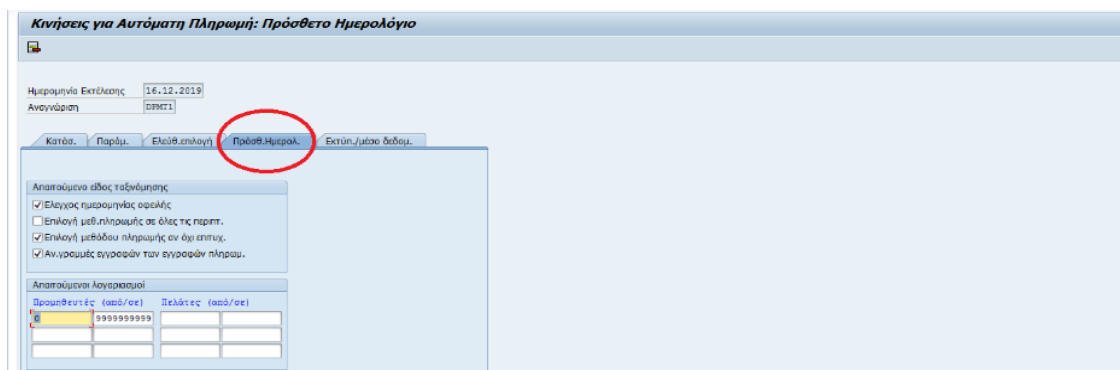 Κινήσεις για Αυτόματη Πληρωμή: Πρόσθετο Ημερολόγιο
Ημερομηνία Εκτέλεσης 16.12.2019
Αναγνώριση DPMT1
Κατάσ. Παράμ. Ελεύθ.επιλογή Πρόσθ.Ημερολ. Εκτύπ./μέσο δεδομ.
Απαιτούμενο είδος ταξινόμησης
Ελεγχος ημερομηνίας οφειλής
Επιλογή μεθ.πληρωμής σε όλες τις περιπτ.
Επιλογή μεθόδου πληρωμής αν όχι επιτυχ.
Αν.γραμμές εγγραφών των εγγραφών πληρωμ.
Απαιτούμενοι λογαριασμοί
Προμηθευτές (από/σε) Πελάτες (από/σε)
0 9999999999